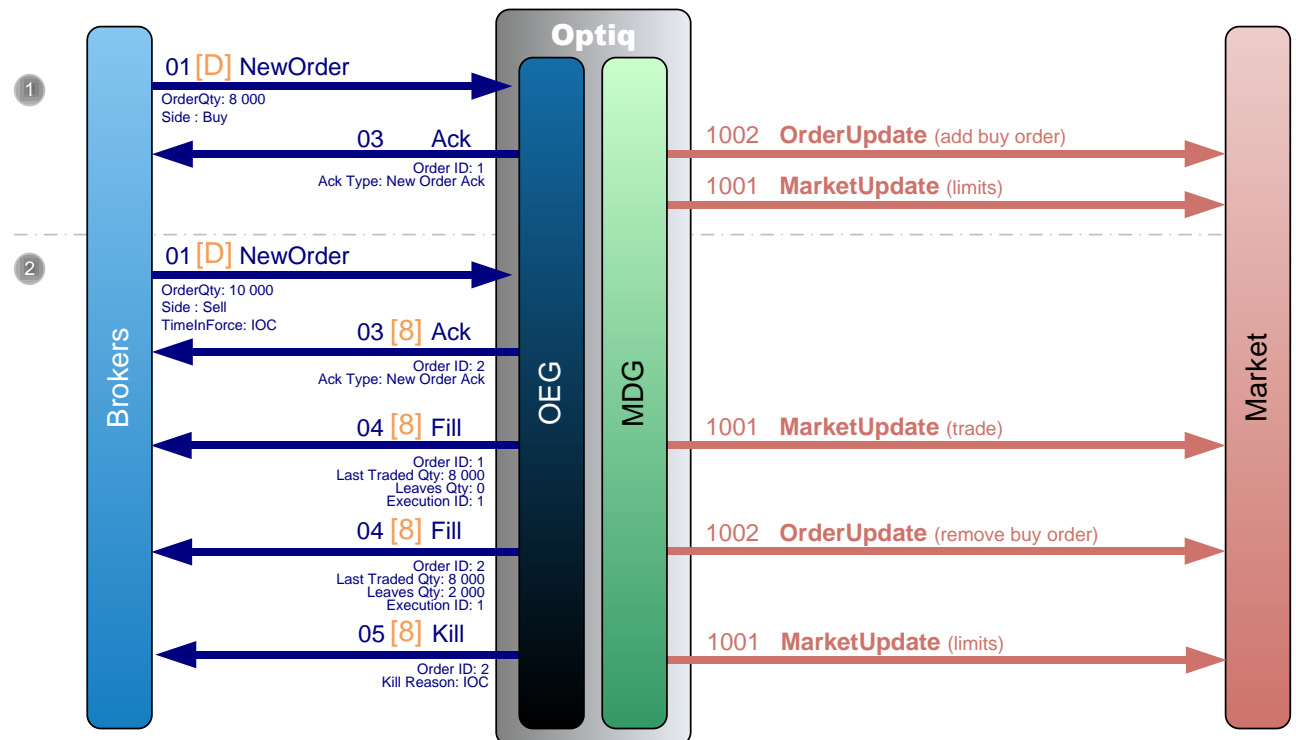 Optiq
1
01 [D] NewOrder
OrderQty: 8 000
Side : Buy
03 Ack
Order ID: 1
Ack Type: New Order Ack
1002 OrderUpdate (add buy order)
1001 MarketUpdate (limits)
2
01 [D] NewOrder
OrderQty: 10 000
Side : Sell
TimeInForce: IOC
03 [8] Ack
Order ID: 2
Ack Type: New Order Ack
Brokers
OEG
MDG
Market
04 [8] Fill
Order ID: 1
Last Traded Qty: 8 000
Leaves Qty: 0
Execution ID: 1
1001 MarketUpdate (trade)
04 [8] Fill
Order ID: 2
Last Traded Qty: 8 000
Leaves Qty: 2 000
Execution ID: 1
1002 OrderUpdate (remove buy order)
05 [8] Kill
Order ID: 2
Kill Reason: IOC
1001 MarketUpdate (limits)